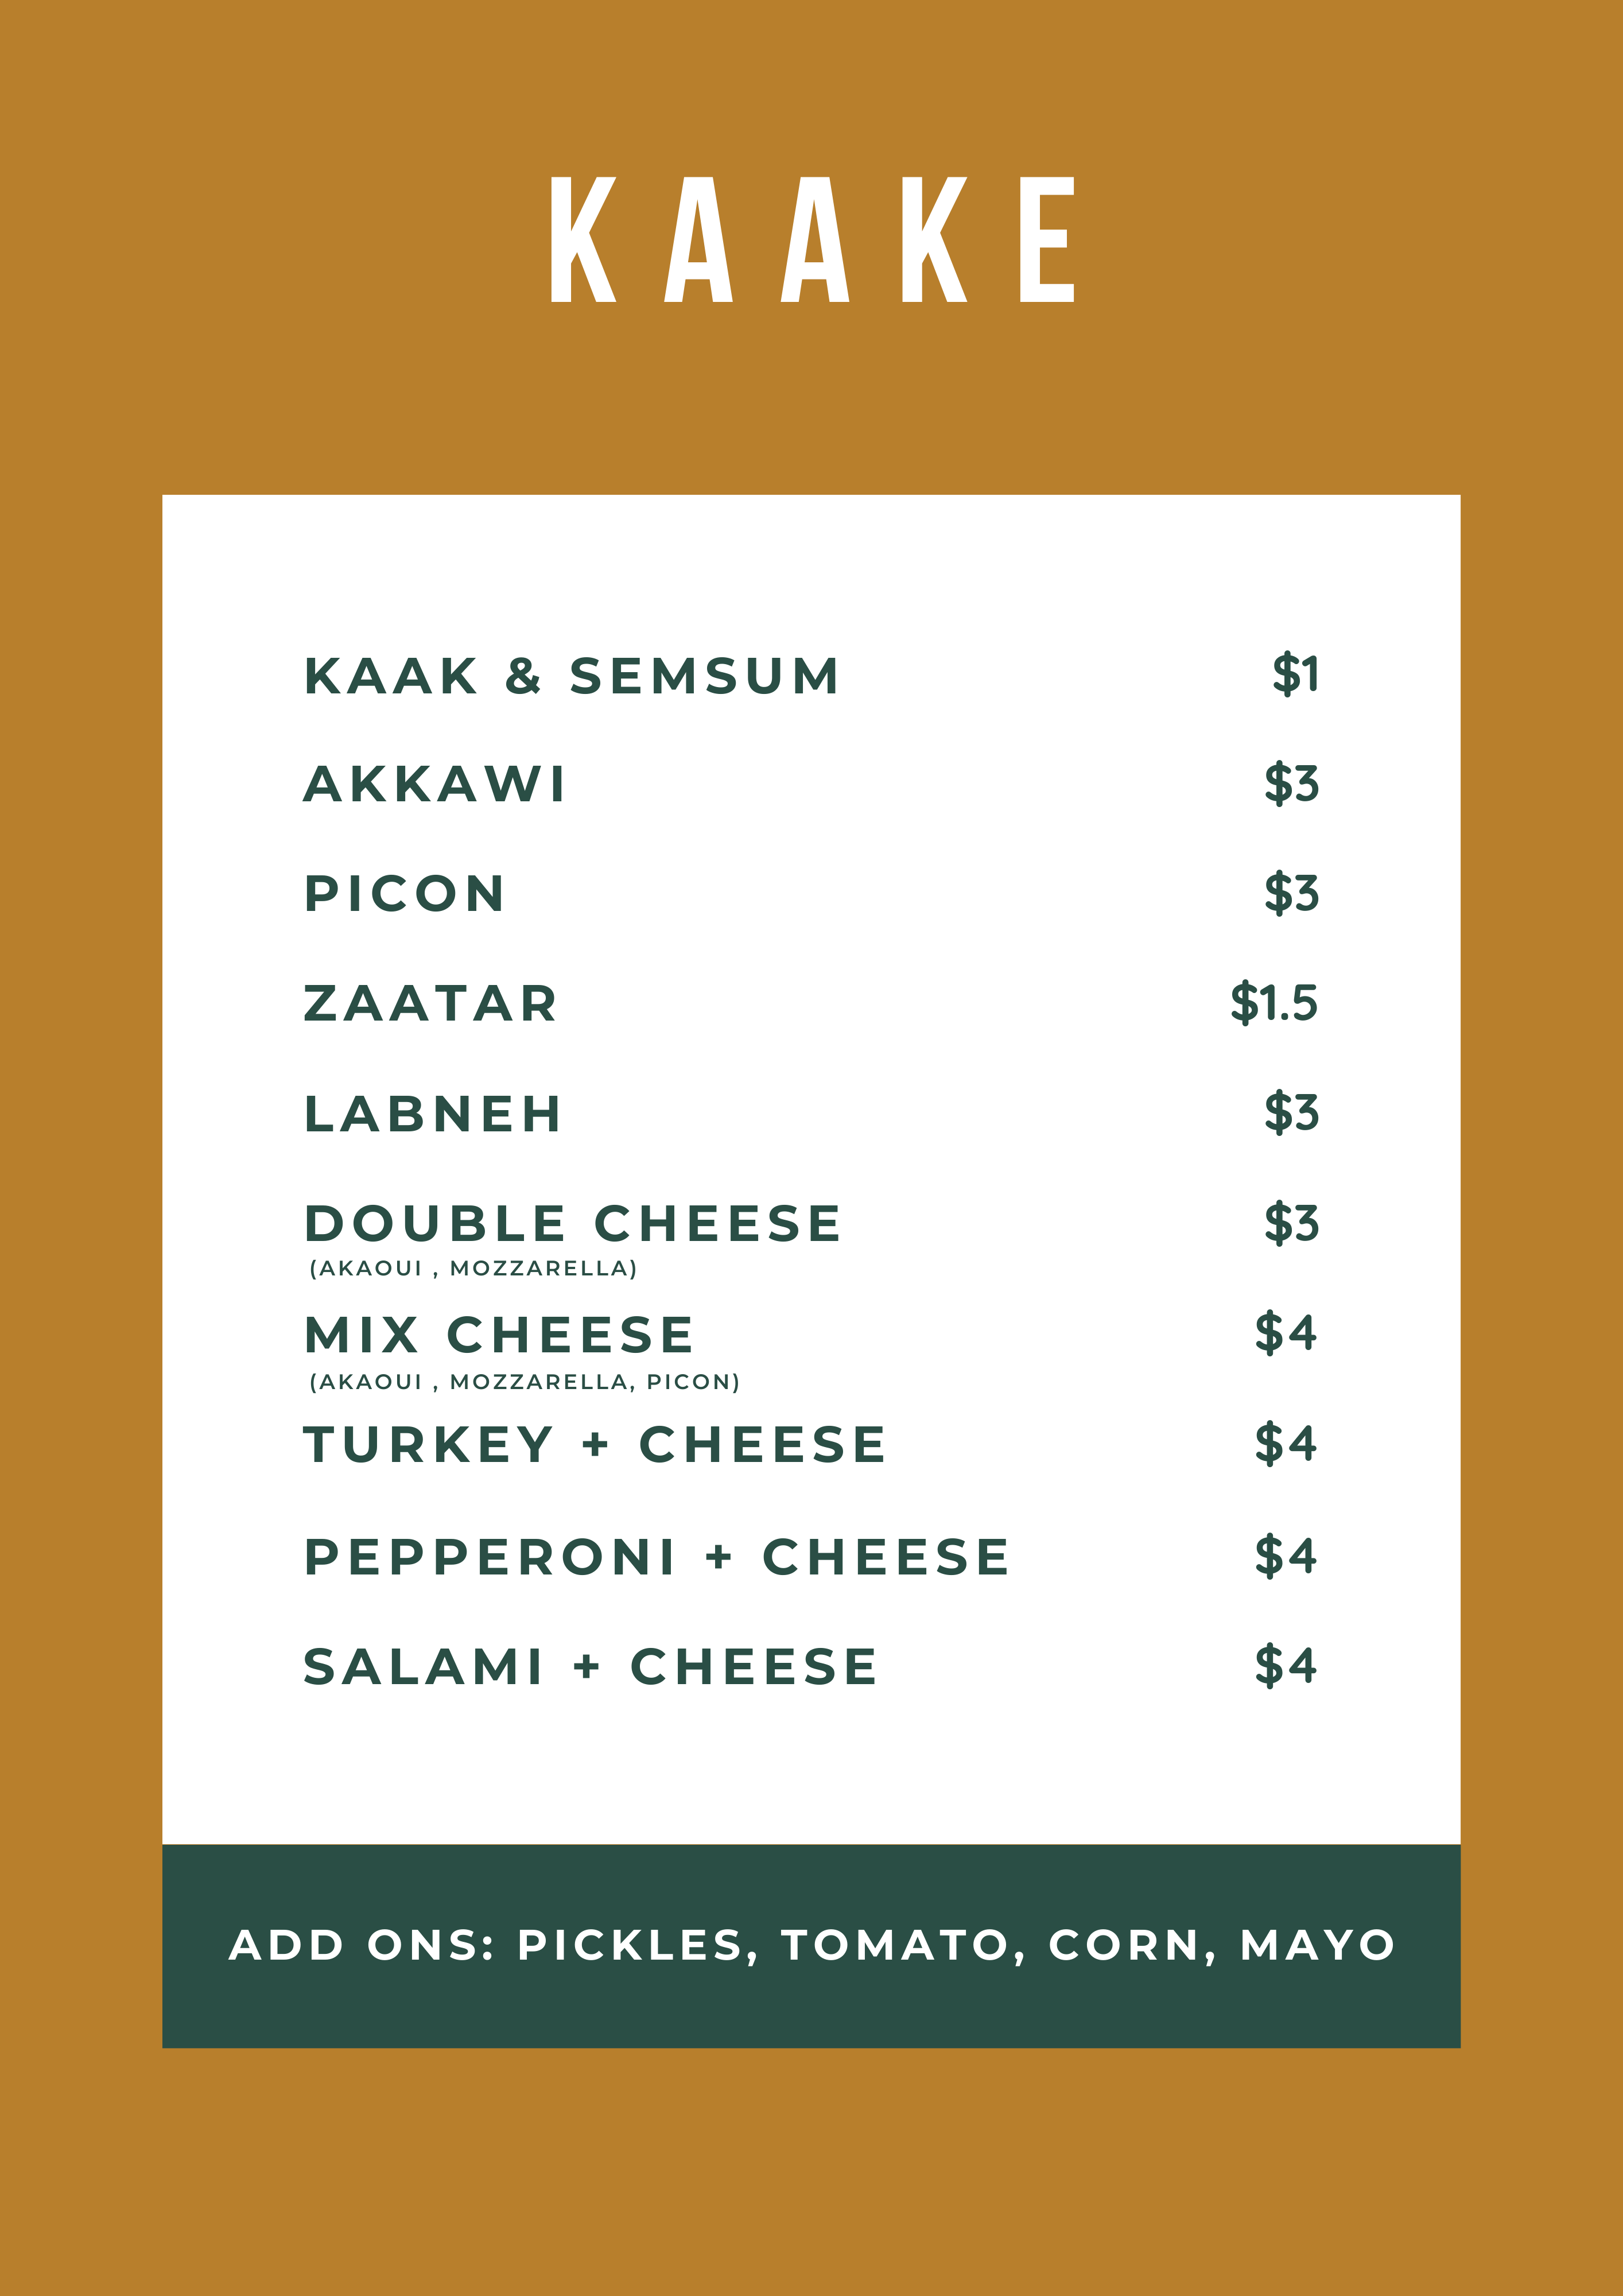 KAAKE
KAAK & SEMSUM $1
AKKAWI $3
PICON $3
ZAATAR $1.5
LABNEH $3
DOUBLE CHEESE $3
(AKAOUI , MOZZARELLA)
MIX CHEESE $4
(AKAOUI , MOZZARELLA, PICON)
TURKEY + CHEESE $4
PEPPERONI + CHEESE $4
SALAMI + CHEESE $4
ADD ONS: PICKLES, TOMATO, CORN, MAYO